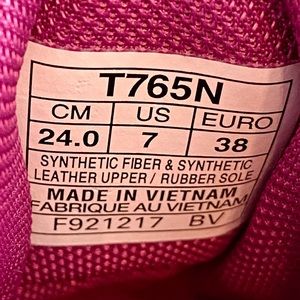 T765N
CM US EURO
24.0 7 38
SYNTHETIC FIBER & SYNTHETIC
LEATHER UPPER / RUBBER SOLE
MADE IN VIETNAM
FABRIQUE AU VIETNAM
F921217 BV